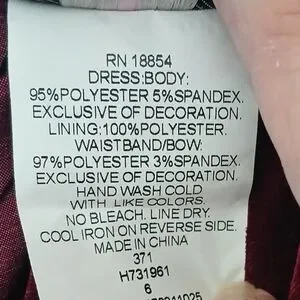 RN 18854
DRESS:BODY:
95%POLYESTER 5%SPANDEX.
EXCLUSIVE OF DECORATION.
LINING:100%POLYESTER.
WAISTBAND/BOW:
97%POLYESTER 3%SPANDEX.
EXCLUSIVE OF DECORATION.
HAND WASH COLD
WITH LIKE COLORS.
NO BLEACH. LINE DRY.
COOL IRON ON REVERSE SIDE.
MADE IN CHINA
371
H731961
6